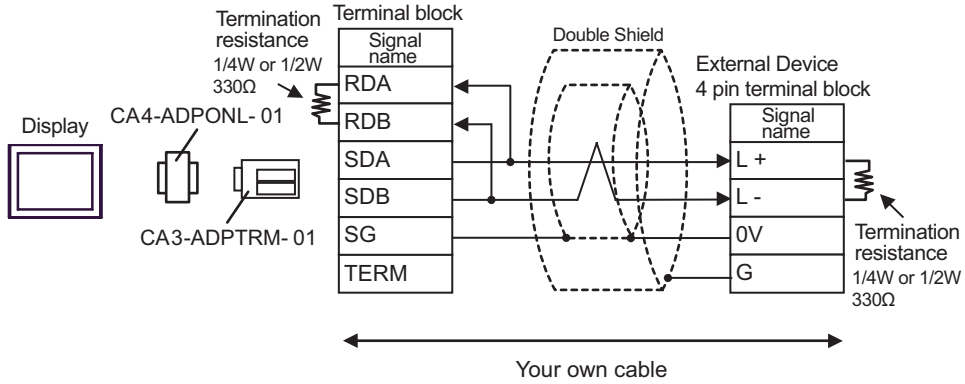 Termination
resistance
1/4W or 1/2W
330Ω
Terminal block
Signal
name
RDA
RDB
SDA
SDB
SG
TERM
Display
CA4-ADPONL- 01
CA3-ADPTRM- 01
Double Shield
External Device
4 pin terminal block
Signal
name
L +
L -
0V
G
Termination
resistance
1/4W or 1/2W
330Ω
Your own cable